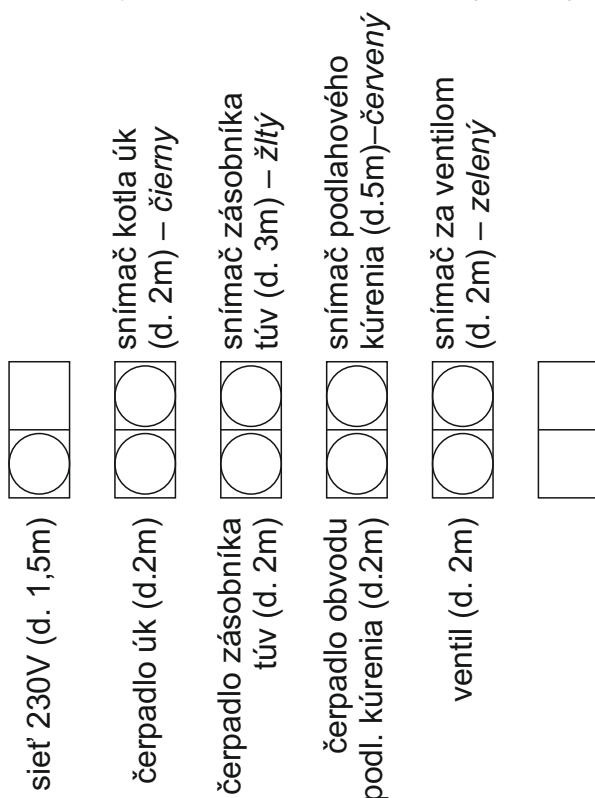 snímač kotla úk
(d. 2m) – čierny
snímač zásobníka
túv (d. 3m) – žltý
snímač podlahového
kúrenia (d.5m)–červený
snímač za ventilom
(d. 2m) – zelený
sieť 230V (d. 1,5m)
čerpadlo úk (d.2m)
čerpadlo zásobníka
túv (d. 2m)
čerpadlo obvodu
podl. kúrenia (d.2m)
ventil (d. 2m)